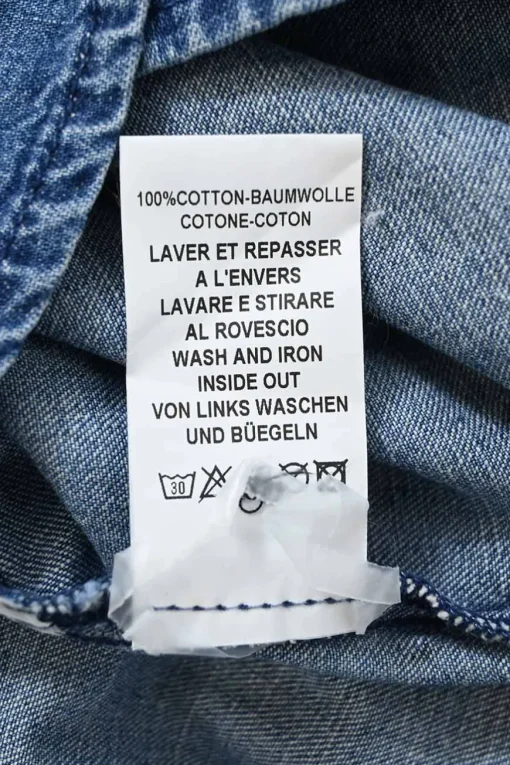 100%COTTON-BAUMWOLLE
COTONE-COTON
LAVER ET REPASSER
A L'ENVERS
LAVARE E STIRARE
AL ROVESCIO
WASH AND IRON
INSIDE OUT
VON LINKS WASCHEN
UND BÜEGELN
30